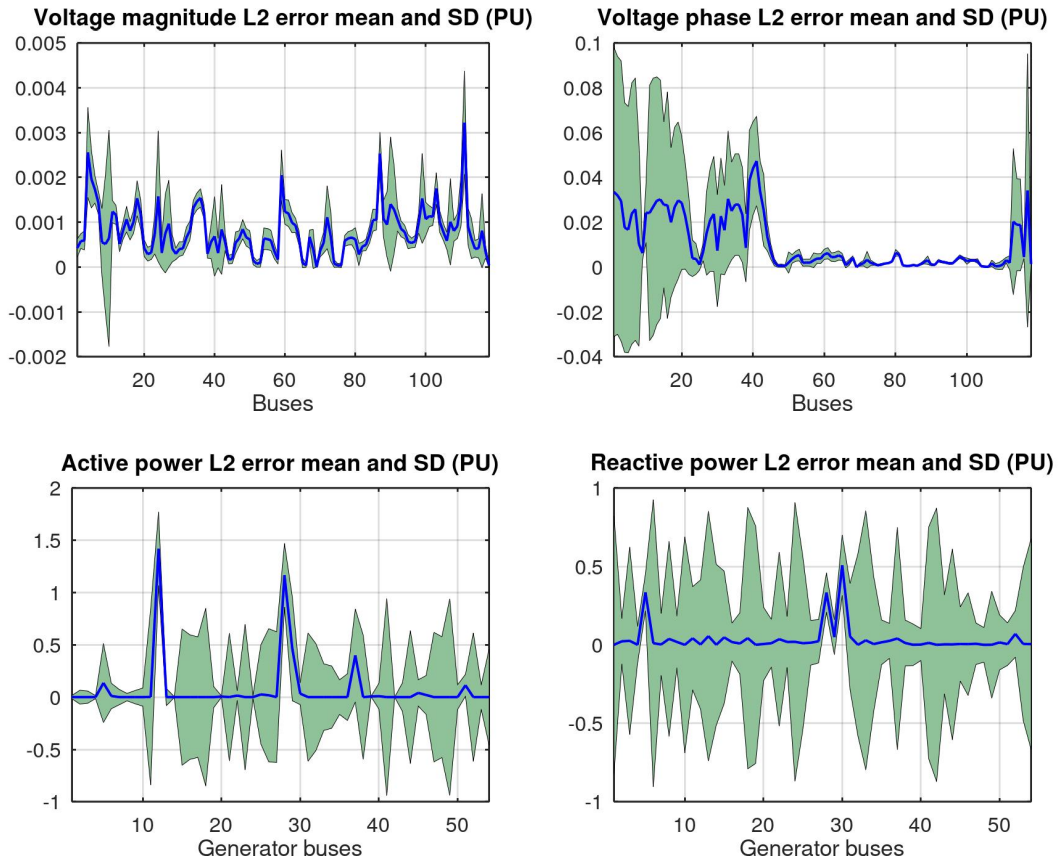 Voltage magnitude L2 error mean and SD (PU)
0.005
0.004
0.003
0.002
0.001
0
-0.001
-0.002
20 40 60 80 100
Buses
Voltage phase L2 error mean and SD (PU)
0.1
0.08
0.06
0.04
0.02
0
-0.02
-0.04
20 40 60 80 100
Buses
Active power L2 error mean and SD (PU)
2
1.5
1
0.5
0
-0.5
-1
10 20 30 40 50
Generator buses
Reactive power L2 error mean and SD (PU)
1
0.5
0
-0.5
-1
10 20 30 40 50
Generator buses